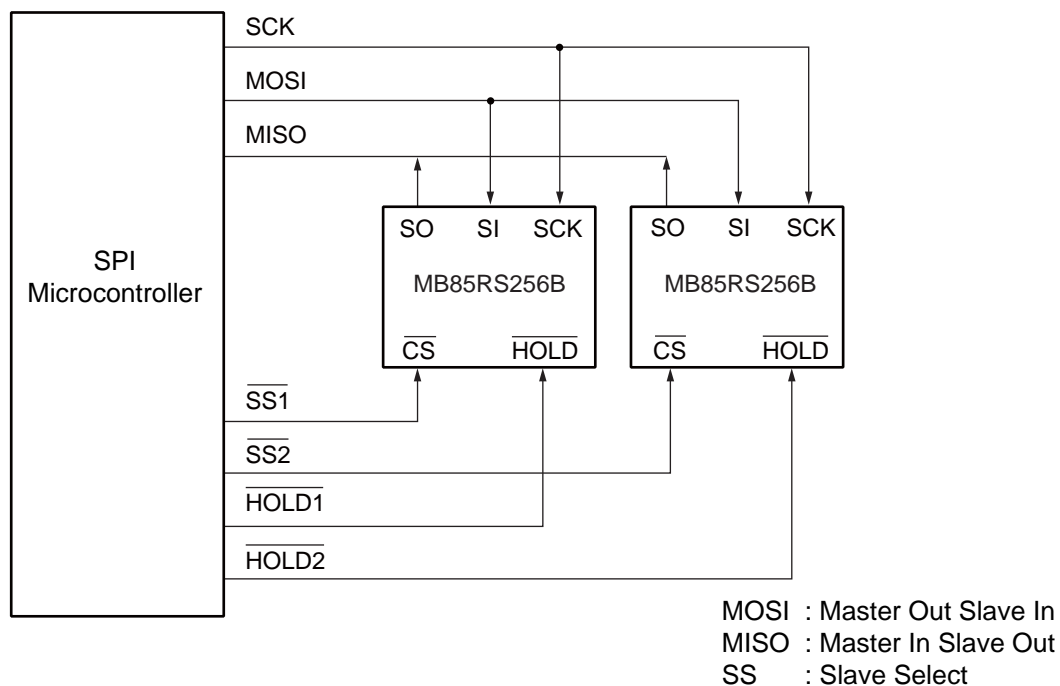 SCK
MOSI
MISO
SPI
Microcontroller
SO SI SCK
MB85RS256B
CS HOLD
SO SI SCK
MB85RS256B
CS HOLD
SS1
SS2
HOLD1
HOLD2
MOSI : Master Out Slave In
MISO : Master In Slave Out
SS : Slave Select